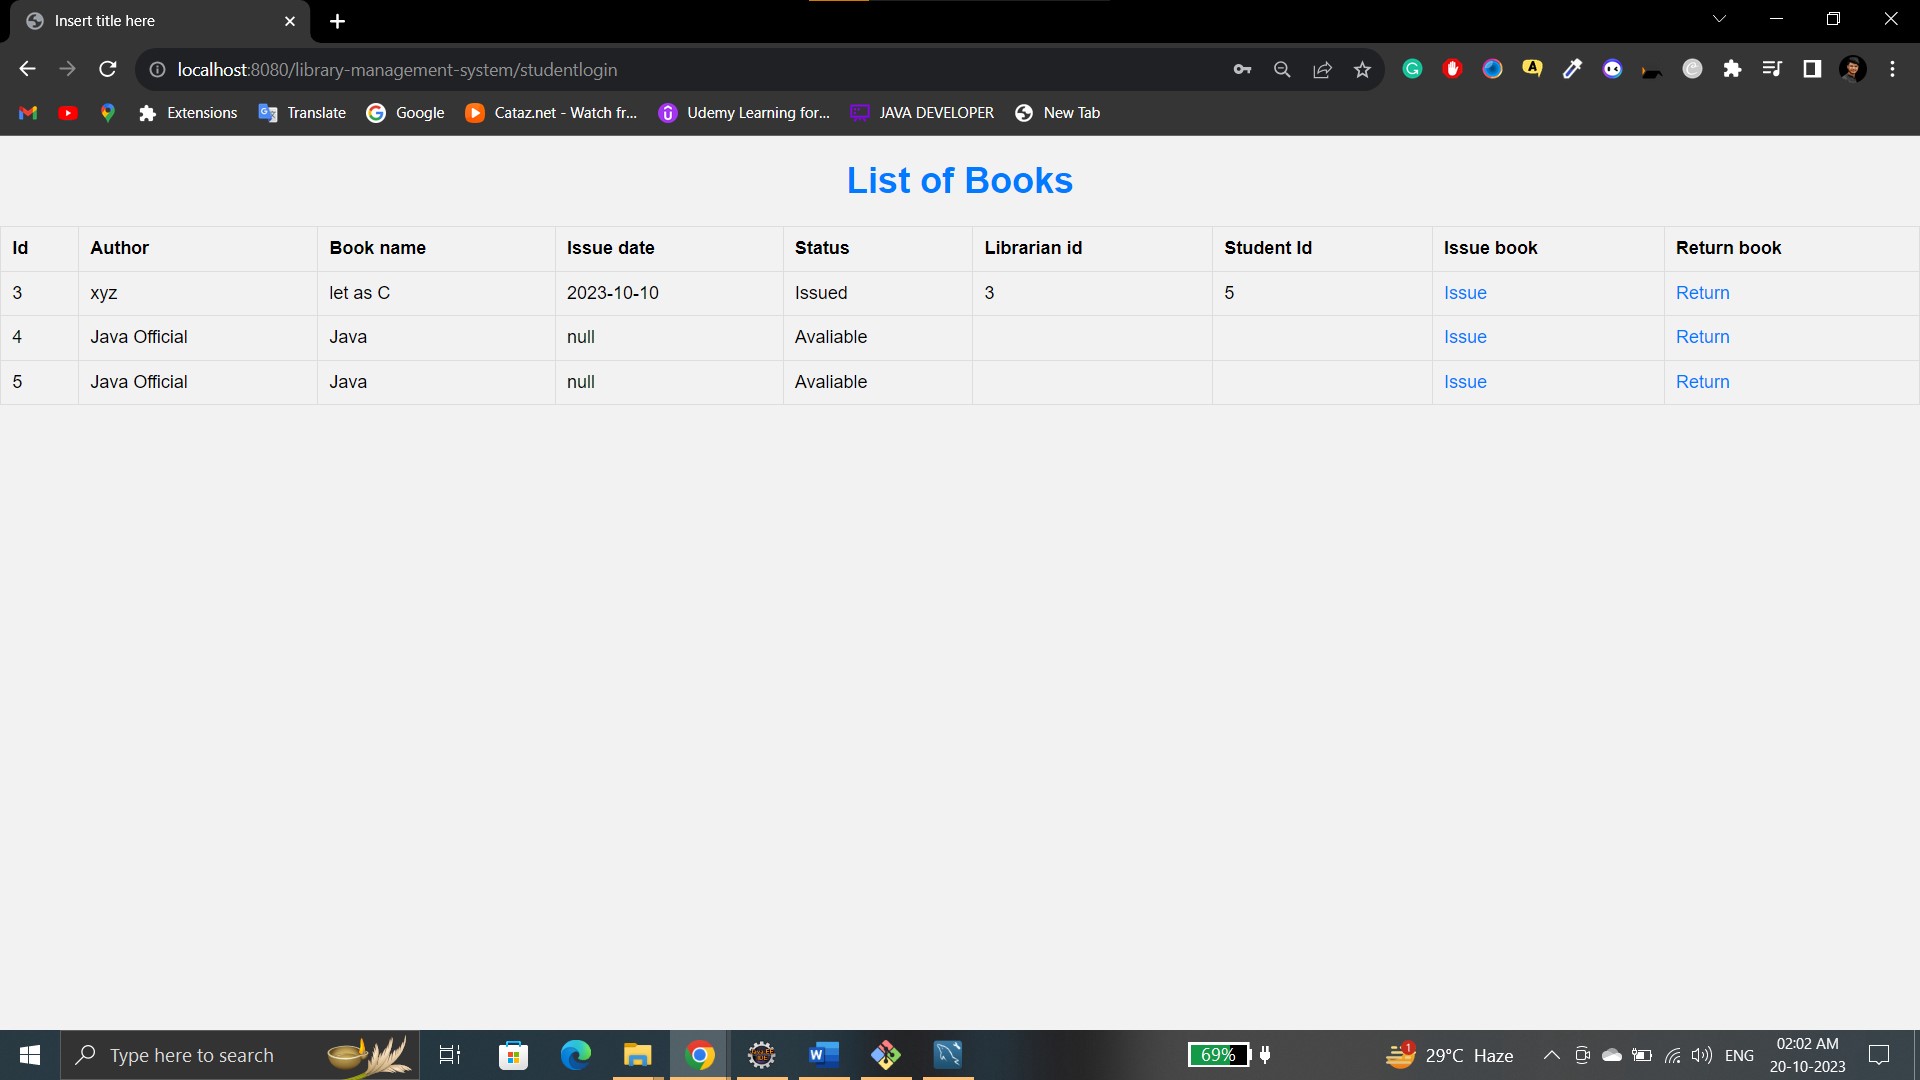 Insert title here
localhost:8080/library-management-system/studentlogin
Extensions Translate Google Cataz.net - Watch fr... Udemy Learning for... JAVA DEVELOPER New Tab
List of Books
Id Author Book name Issue date Status Librarian id Student Id Issue book Return book
3 xyz let as C 2023-10-10 Issued 3 5 Issue Return
4 Java Official Java null Avaliable Issue Return
5 Java Official Java null Avaliable Issue Return
Type here to search 69% 1 29°C Haze ENG 02:02 AM
20-10-2023